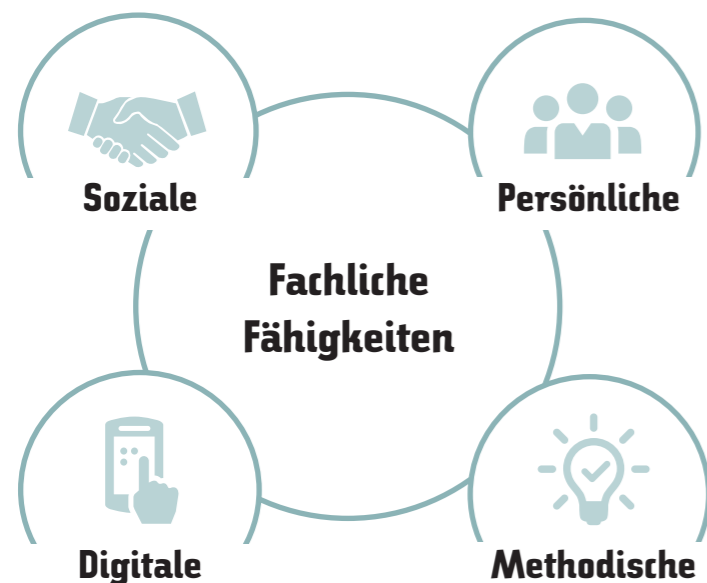 Soziale
Persönliche
Fachliche
Fähigkeiten
Digitale
Methodische